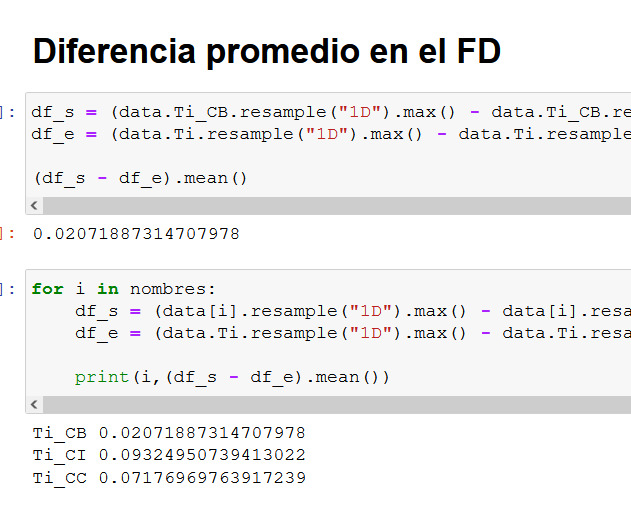 Diferencia promedio en el FD
]: df_s = (data.Ti_CB.resample("1D").max() - data.Ti_CB.re
df_e = (data.Ti.resample("1D").max() - data.Ti.resample
(df_s - df_e).mean()
]: 0.02071887314707978
]: for i in nombres:
df_s = (data[i].resample("1D").max() - data[i].resa
df_e = (data.Ti.resample("1D").max() - data.Ti.resa
print(i,(df_s - df_e).mean())
Ti_CB 0.02071887314707978
Ti_CI 0.09324950739413022
Ti_CC 0.07176969763917239